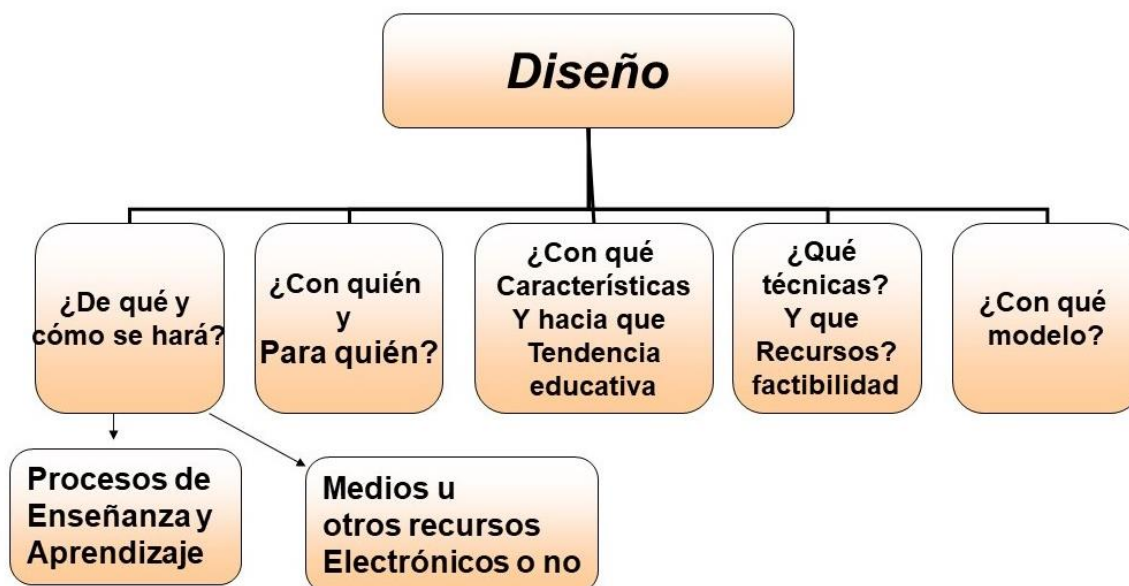 Diseño
¿De qué y
cómo se hará?
¿Con quién
y
Para quién?
¿Con qué
Características
Y hacia que
Tendencia
educativa
¿Qué
técnicas?
Y que
Recursos?
factibilidad
¿Con qué
modelo?
Procesos de
Enseñanza y
Aprendizaje
Medios u
otros recursos
Electrónicos o no